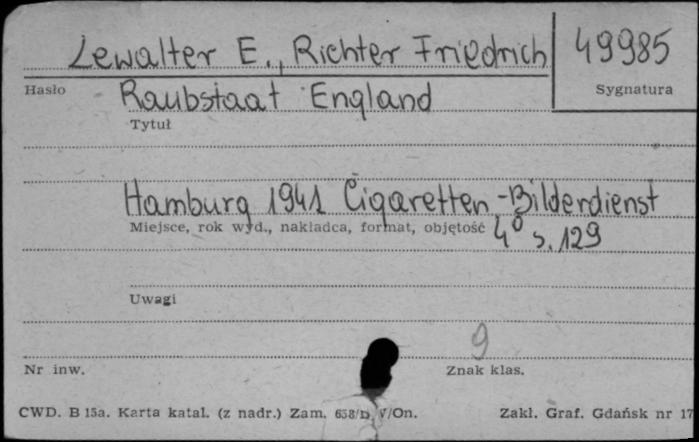 Lewalter E., Richter Friedrich 49985
Hasło Sygnatura
Raubstaat England
Tytuł
Hamburg 1941 Cigaretten-Bilderdienst
Miejsce, rok wyd., nakładca, format, objętość 4° s. 129
Uwagi
9
Nr inw. Znak klas.
CWD. B 15a. Karta katal. (z nadr.) Zam. V/On. Zakl. Graf. Gdańsk nr 17